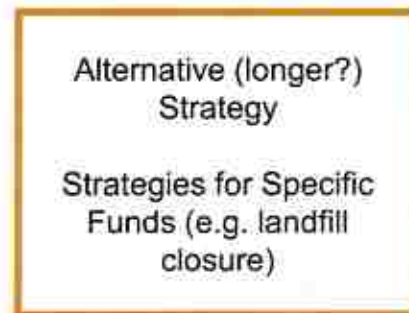 Alternative (longer?)
Strategy
Strategies for Specific
Funds (e.g. landfill
closure)